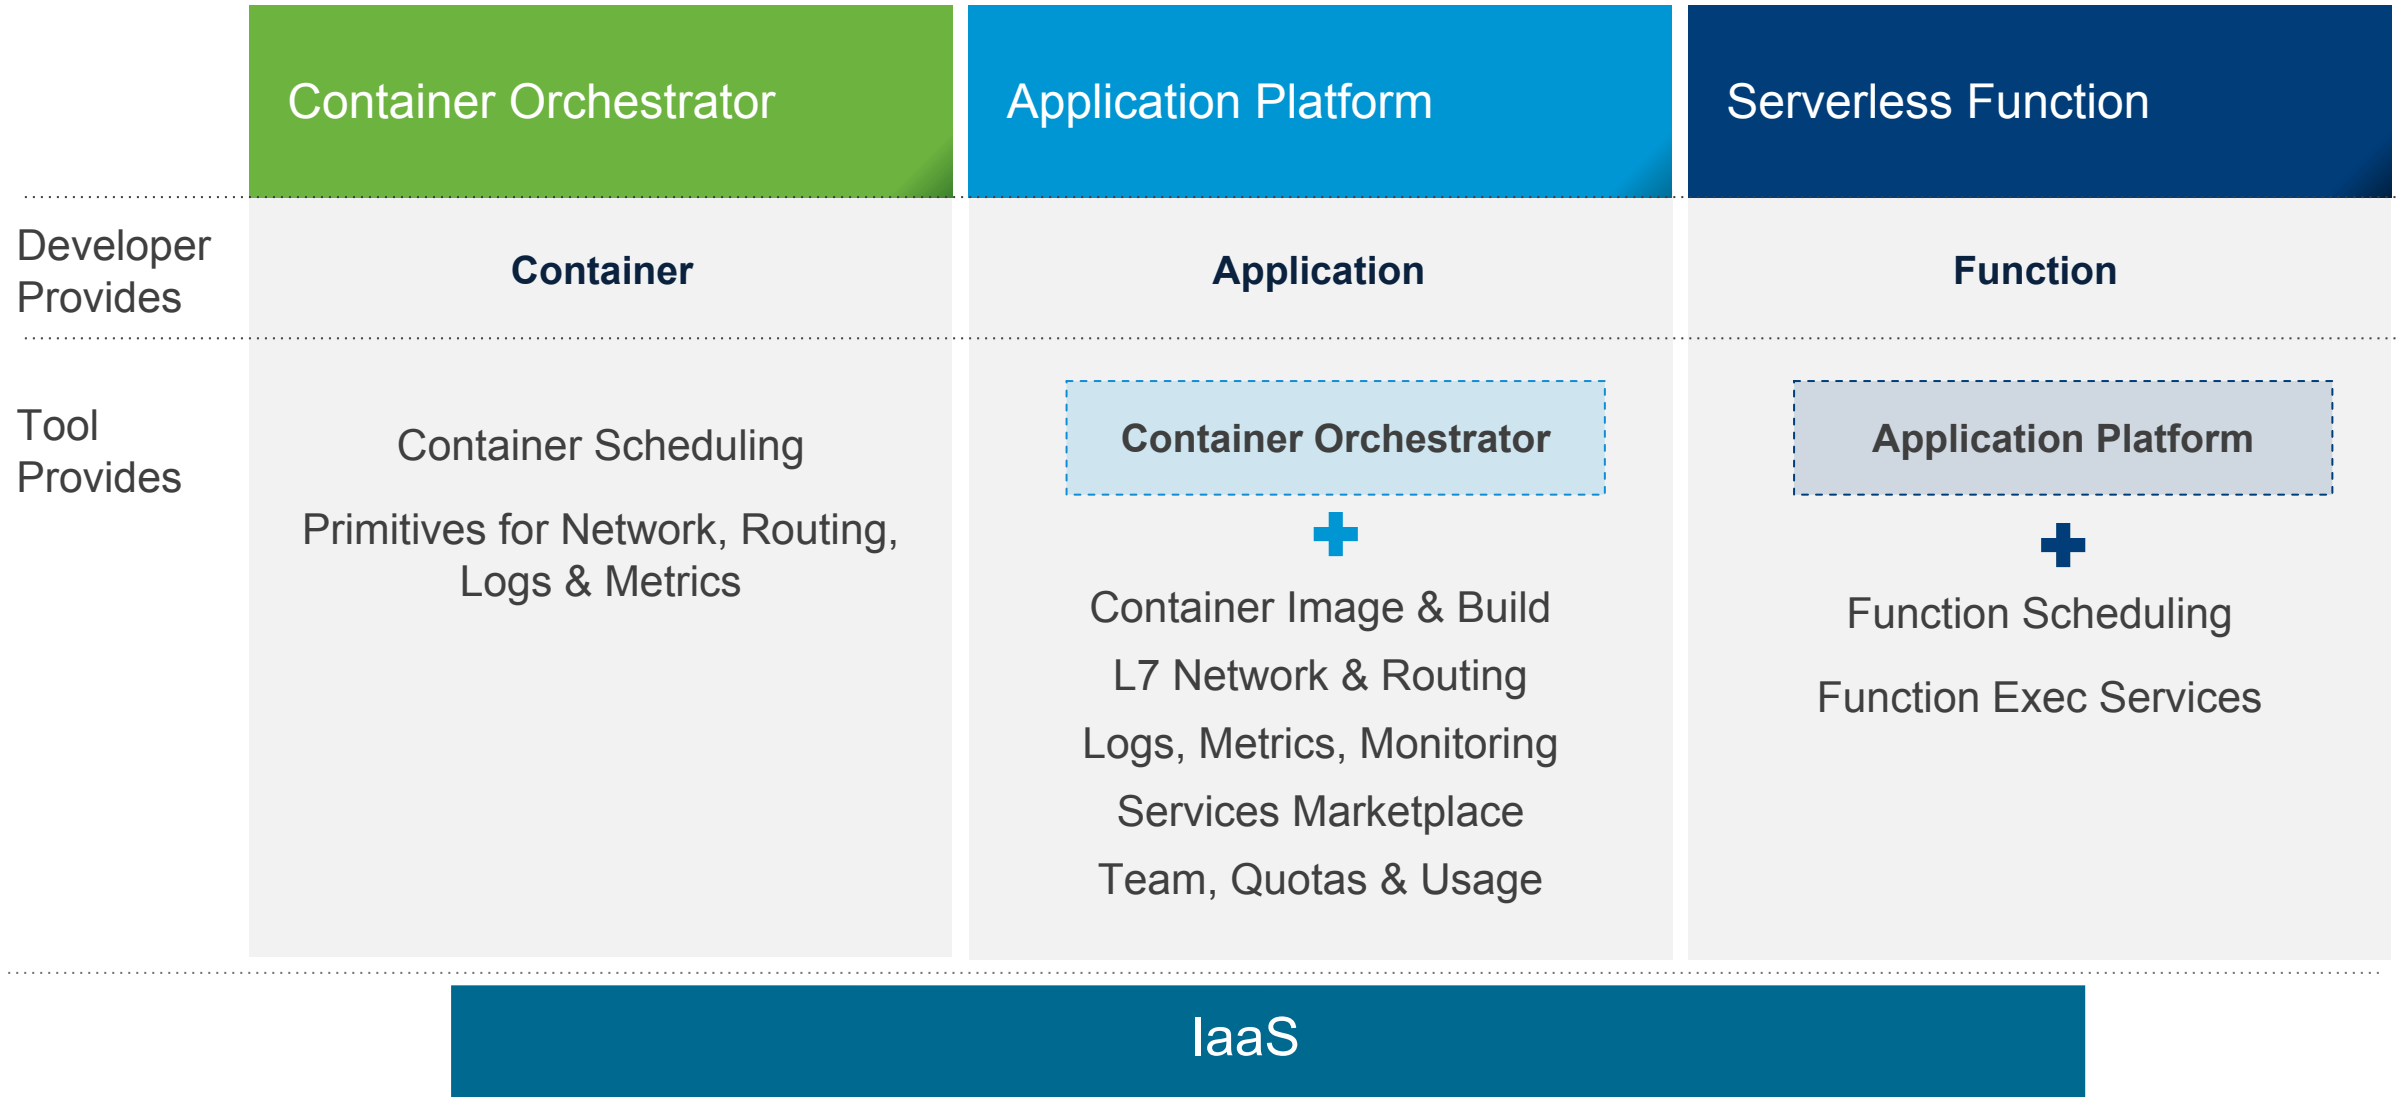 Container Orchestrator
Application Platform
Serverless Function
Developer
Provides
Container
Application
Function
Tool
Provides
Container Scheduling
Primitives for Network, Routing,
Logs & Metrics
Container Orchestrator
Container Image & Build
L7 Network & Routing
Logs, Metrics, Monitoring
Services Marketplace
Team, Quotas & Usage
Application Platform
Function Scheduling
Function Exec Services
IaaS